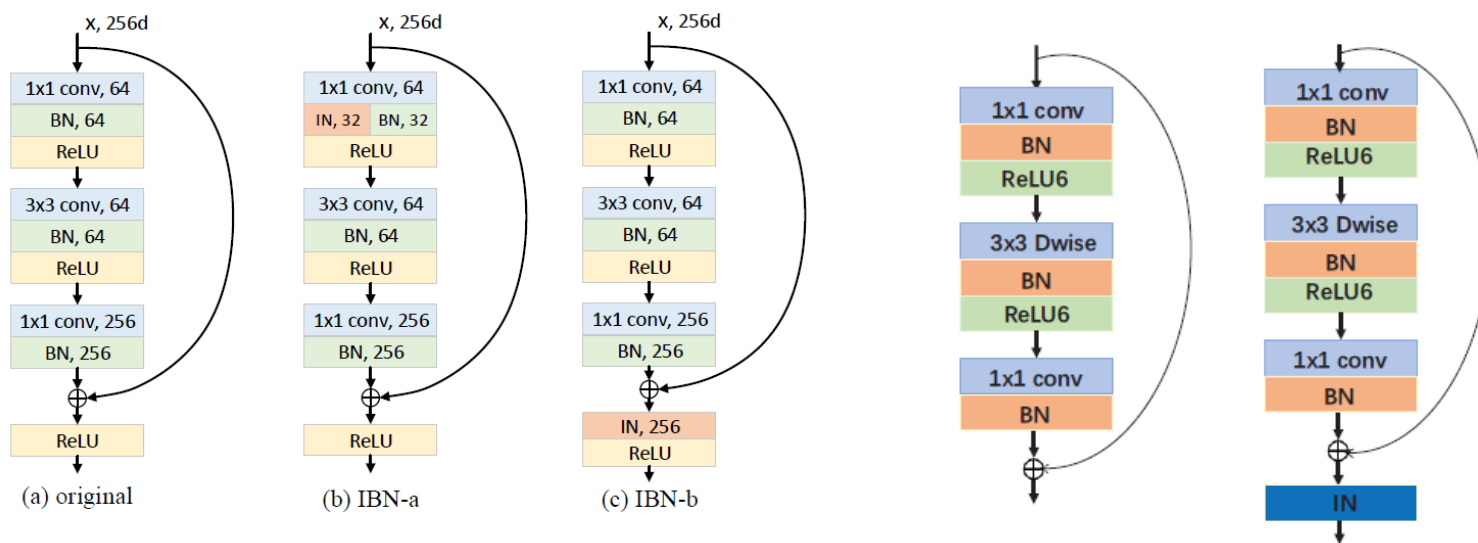 x, 256d
1x1 conv, 64
BN, 64
ReLU
3x3 conv, 64
BN, 64
ReLU
1x1 conv, 256
BN, 256
ReLU
(a) original
x, 256d
1x1 conv, 64
IN, 32 BN, 32
ReLU
3x3 conv, 64
BN, 64
ReLU
1x1 conv, 256
BN, 256
ReLU
(b) IBN-a
x, 256d
1x1 conv, 64
BN, 64
ReLU
3x3 conv, 64
BN, 64
ReLU
1x1 conv, 256
BN, 256
IN, 256
ReLU
(c) IBN-b
1x1 conv
BN
ReLU6
3x3 Dwise
BN
ReLU6
1x1 conv
BN
1x1 conv
BN
ReLU6
3x3 Dwise
BN
ReLU6
1x1 conv
BN
IN